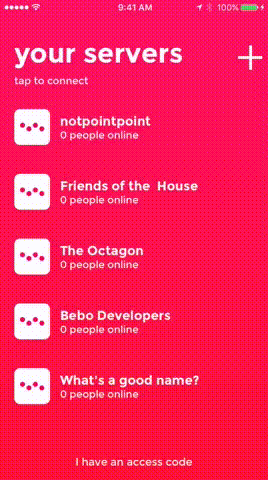 9:41 AM 100%
your servers
tap to connect
notpointpoint
0 people online
Friends of the  House
0 people online
The Octagon
0 people online
Bebo Developers
0 people online
What's a good name?
0 people online
I have an access code